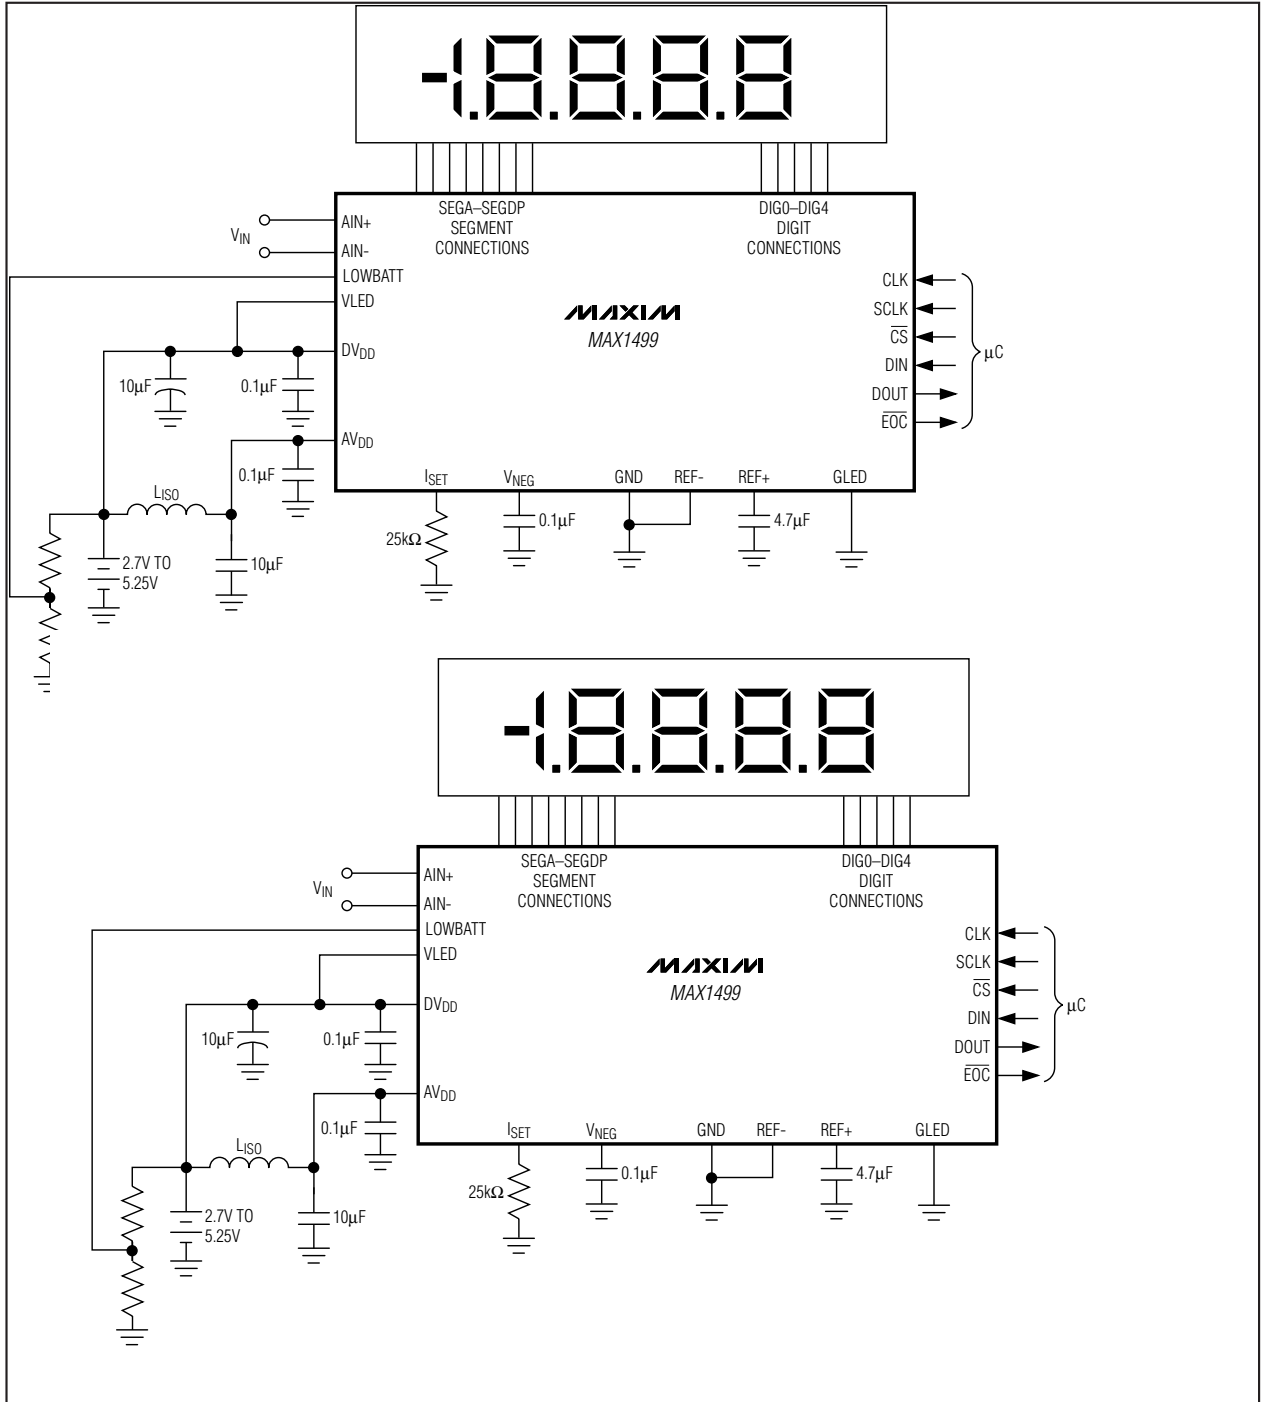 -1.8.8.8.8
SEGA–SEGDP
SEGMENT
CONNECTIONS
DIG0–DIG4
DIGIT
CONNECTIONS
VIN
AIN+
AIN-
LOWBATT
VLED
DVDD
AVDD
MAXIM
MAX1499
CLK
SCLK
CS
DIN
DOUT
EOC
µC
10µF
0.1µF
0.1µF
LISO
2.7V TO
5.25V
10µF
ISET
VNEG
GND
REF-
REF+
GLED
25kΩ
0.1µF
4.7µF
-1.8.8.8.8
SEGA–SEGDP
SEGMENT
CONNECTIONS
DIG0–DIG4
DIGIT
CONNECTIONS
VIN
AIN+
AIN-
LOWBATT
VLED
DVDD
AVDD
MAXIM
MAX1499
CLK
SCLK
CS
DIN
DOUT
EOC
µC
10µF
0.1µF
0.1µF
LISO
2.7V TO
5.25V
10µF
ISET
VNEG
GND
REF-
REF+
GLED
25kΩ
0.1µF
4.7µF